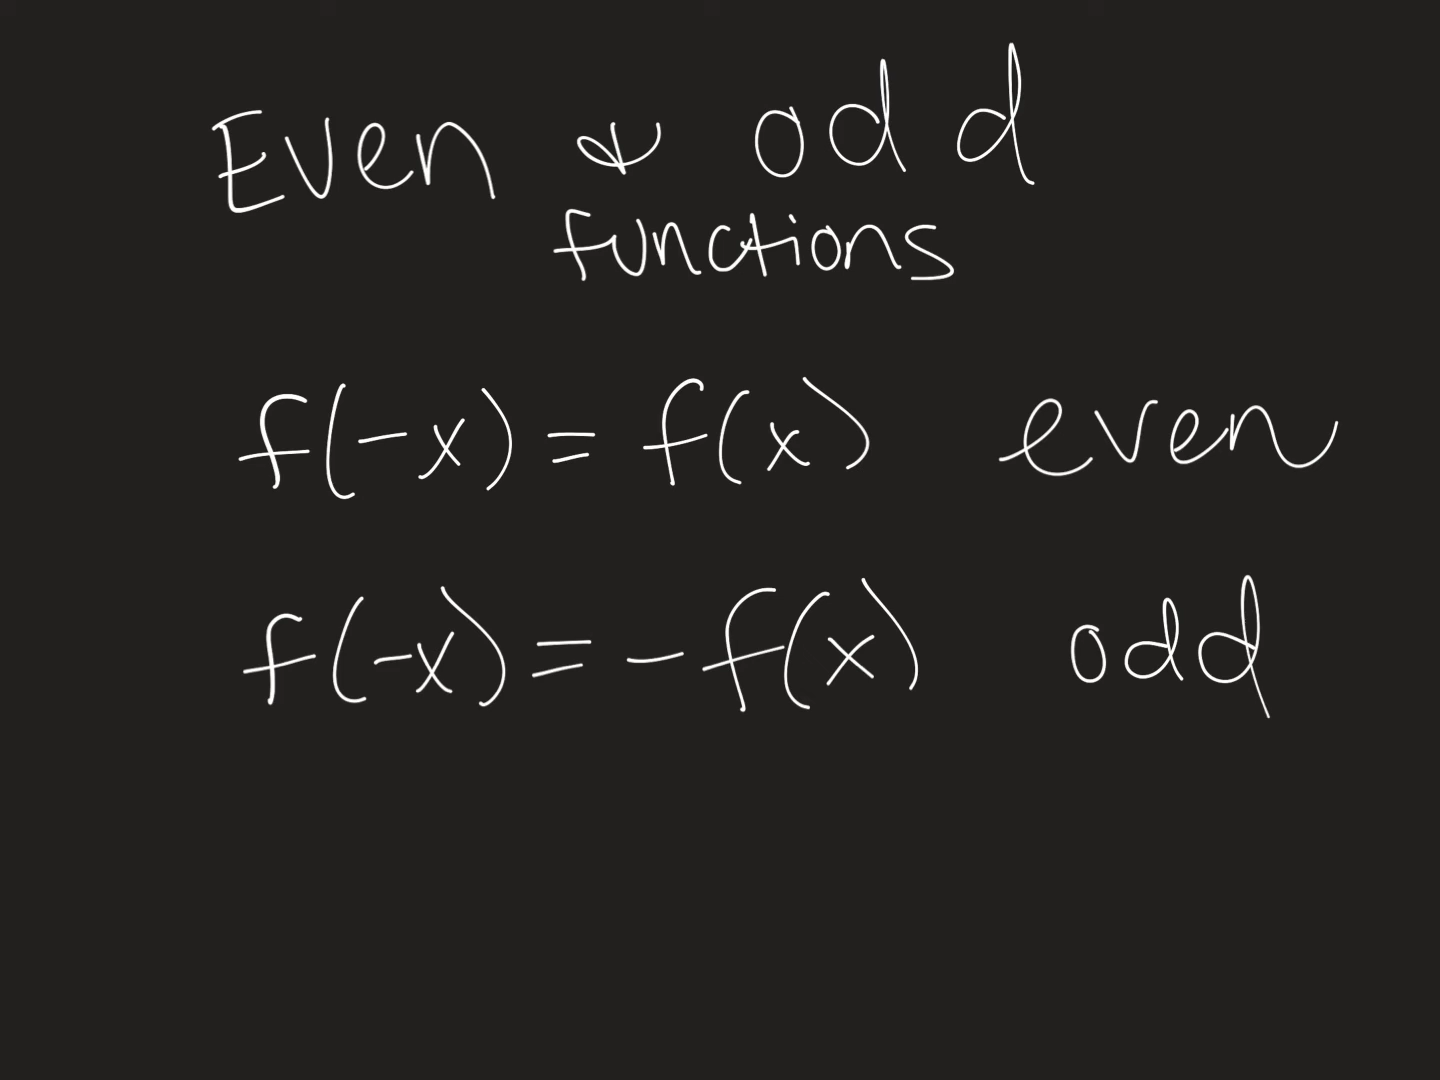 Even & odd
functions
f(-x) = f(x) even
f(-x) = -f(x) odd